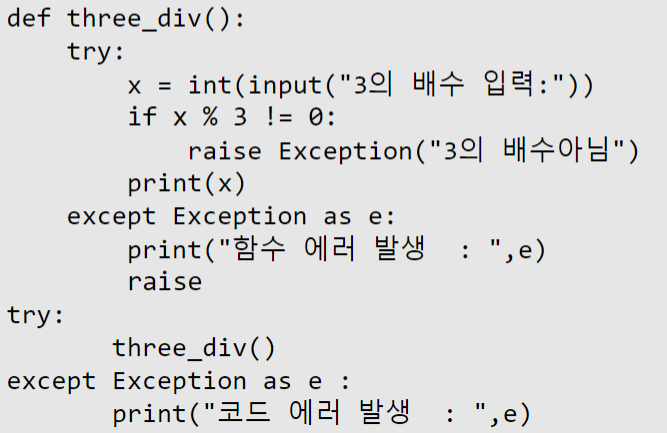 def three_div():
    try:
        x = int(input("3의 배수 입력:"))
        if x % 3 != 0:
            raise Exception("3의 배수아님")
        print(x)
    except Exception as e:
        print("함수 에러 발생  : ",e)
        raise
try:
       three_div()
except Exception as e :
       print("코드 에러 발생  : ",e)